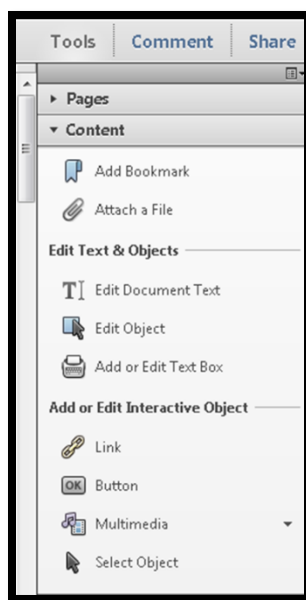 Tools Comment Share
Pages
Content
Add Bookmark
Attach a File
Edit Text & Objects
Edit Document Text
Edit Object
Add or Edit Text Box
Add or Edit Interactive Object
Link
OK Button
Multimedia
Select Object